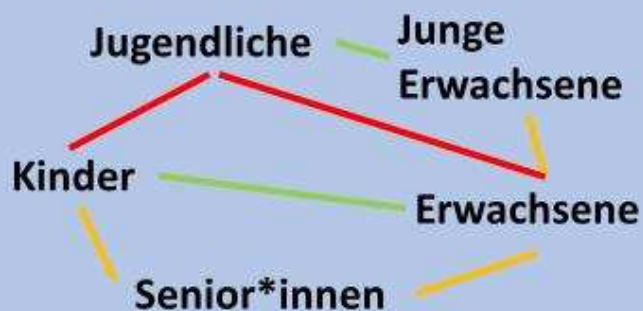 Jugendliche
Junge
Erwachsene
Kinder
Erwachsene
Senior*innen